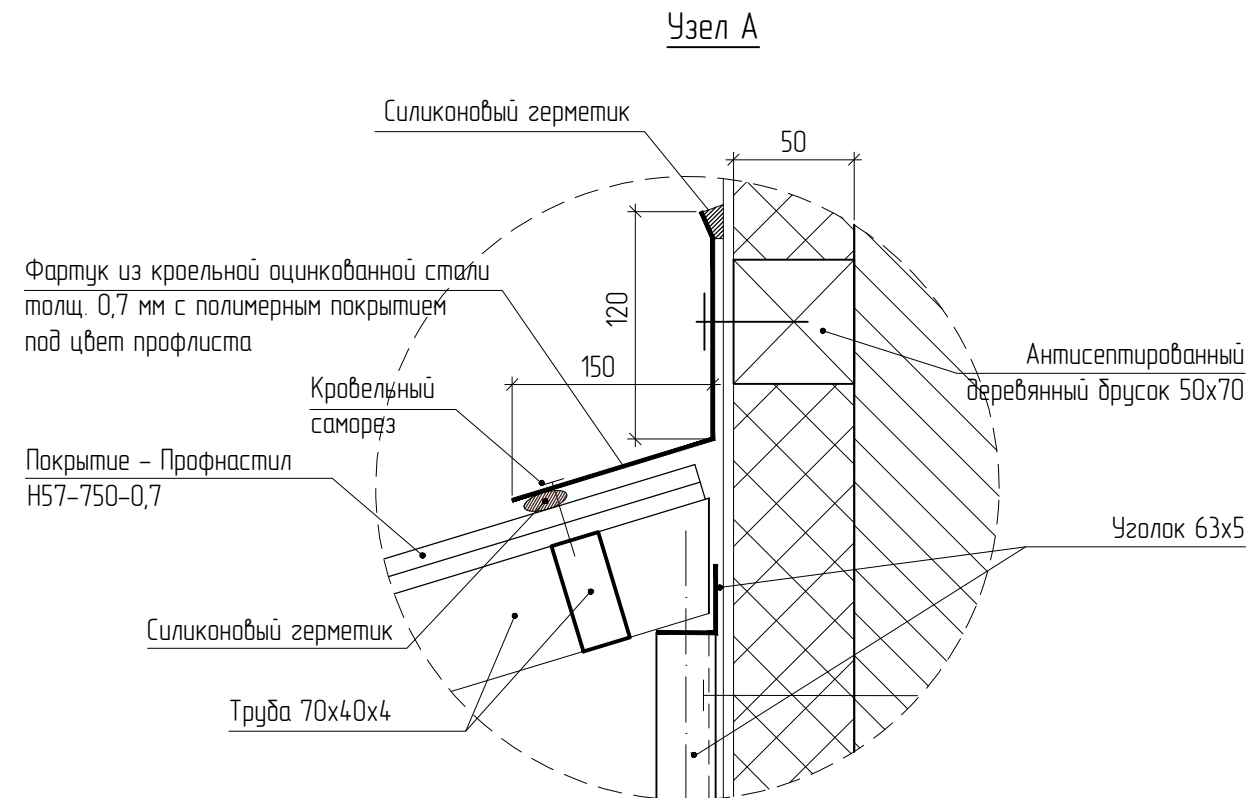 Узел А
Силиконовый герметик
50
Фартук из кроельной оцинкованной стали
толщ. 0,7 мм с полимерным покрытием
под цвет профлиста
120
150
Антисептированный
деревянный брусок 50х70
Кровельный
саморез
Покрытие – Профнастил
Н57-750-0,7
Уголок 63х5
Силиконовый герметик
Труба 70х40х4